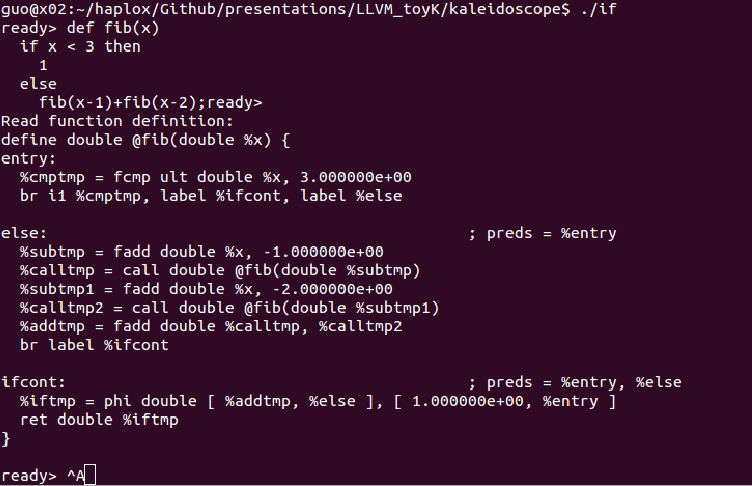 guo@x02:~/haplox/Github/presentations/LLVM_toyK/kaleidoscope$ ./if
ready> def fib(x)
  if x < 3 then
    1
  else
    fib(x-1)+fib(x-2);ready>
Read function definition:
define double @fib(double %x) {
entry:
  %cmptmp = fcmp ult double %x, 3.000000e+00
  br i1 %cmptmp, label %ifcont, label %else

else:                                             ; preds = %entry
  %subtmp = fadd double %x, -1.000000e+00
  %calltmp = call double @fib(double %subtmp)
  %subtmp1 = fadd double %x, -2.000000e+00
  %calltmp2 = call double @fib(double %subtmp1)
  %addtmp = fadd double %calltmp, %calltmp2
  br label %ifcont

ifcont:                                           ; preds = %entry, %else
  %iftmp = phi double [ %addtmp, %else ], [ 1.000000e+00, %entry ]
  ret double %iftmp
}

ready> ^A